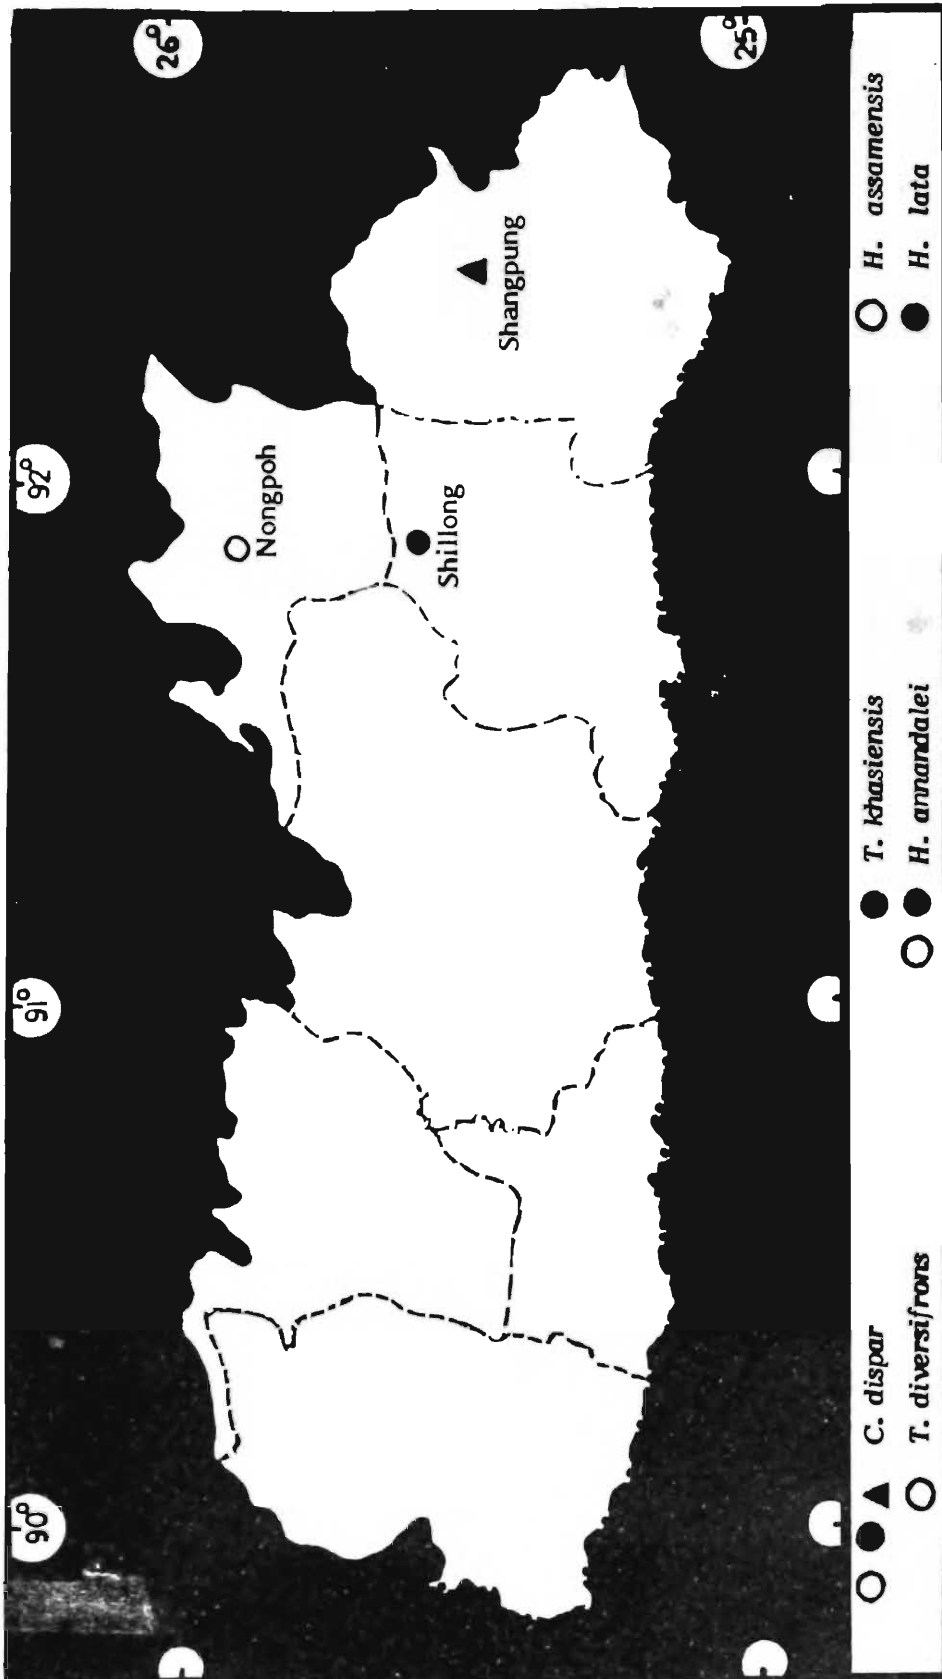 90°
91°
92°
26°
25°
Nongpoh
Shillong
Shangpung
C. dispar
T. khasiensis
H. assamensis
T. diversifrons
H. annandalei
H. lata